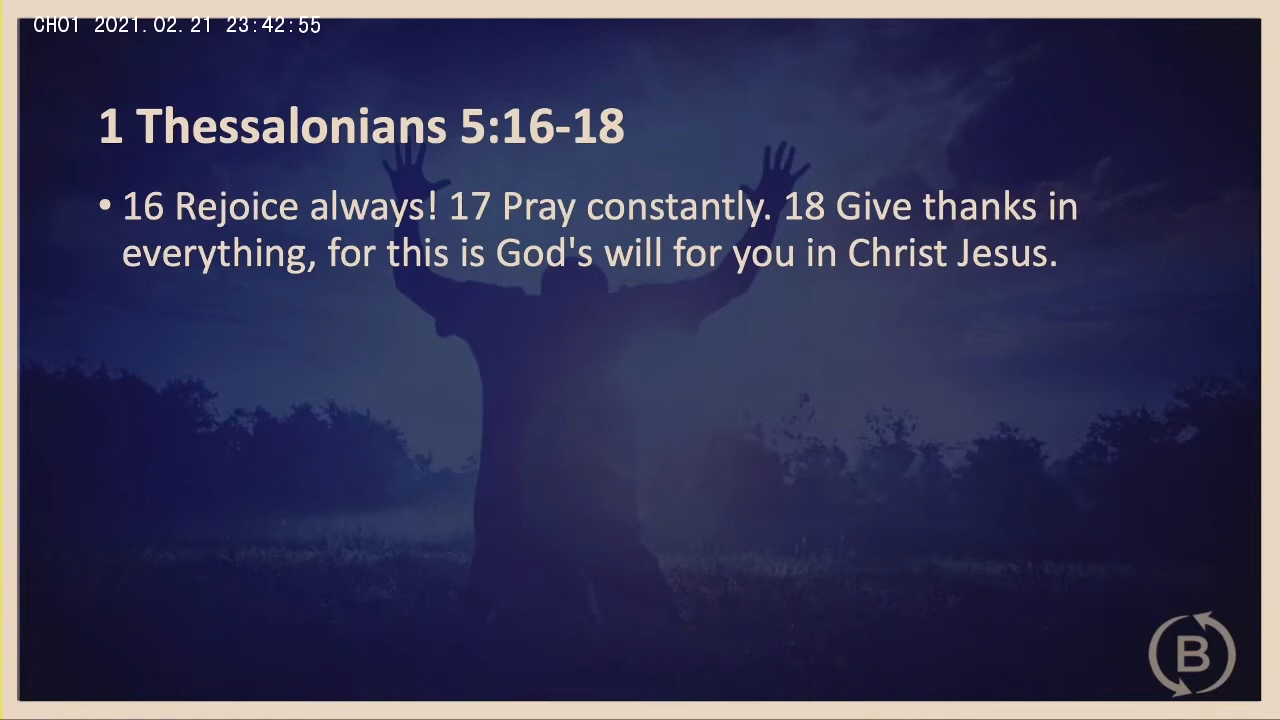 CH01 2021.02.21 23:42:55
1 Thessalonians 5:16-18
• 16 Rejoice always! 17 Pray constantly. 18 Give thanks in
everything, for this is God's will for you in Christ Jesus.
B